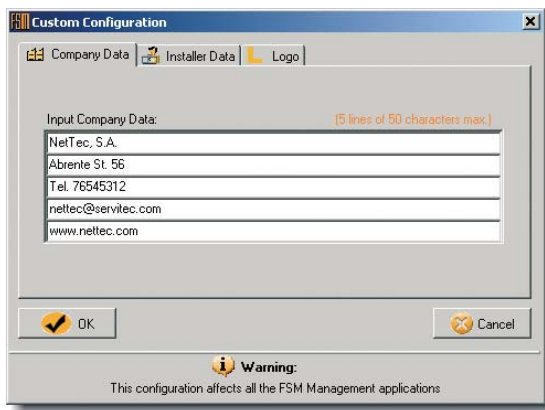 FSM Custom Configuration
Company Data Installer Data Logo
Input Company Data: (5 lines of 50 characters max.)
NetTec, S.A.
Abrente St. 56
Tel. 76545312
nettec@servitec.com
www.nettec.com
OK Cancel
Warning:
This configuration affects all the FSM Management applications